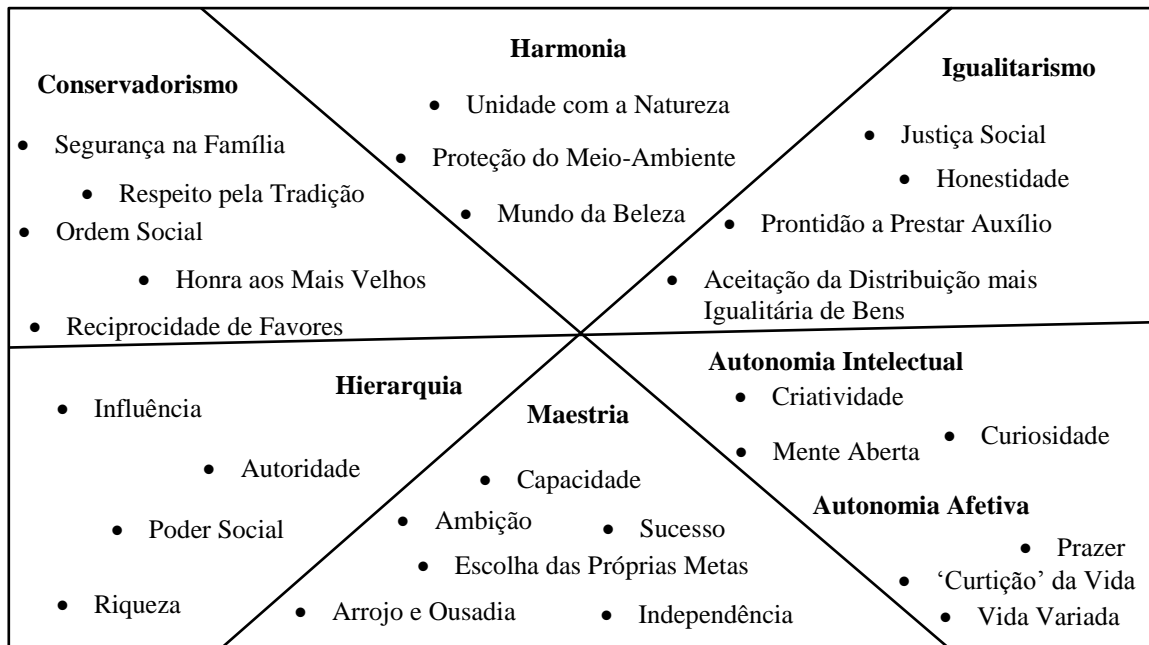 Conservadorismo
• Segurança na Família
• Respeito pela Tradição
• Ordem Social
• Honra aos Mais Velhos
• Reciprocidade de Favores
Harmonia
• Unidade com a Natureza
• Proteção do Meio-Ambiente
• Mundo da Beleza
Igualitarismo
• Justiça Social
• Honestidade
• Prontidão a Prestar Auxílio
• Aceitação da Distribuição mais
Igualitária de Bens
Hierarquia
• Influência
• Autoridade
• Poder Social
• Riqueza
Maestria
• Capacidade
• Ambição
• Sucesso
• Escolha das Próprias Metas
• Arrojo e Ousadia
• Independência
Autonomia Intelectual
• Criatividade
• Curiosidade
• Mente Aberta
Autonomia Afetiva
• Prazer
• ‘Curtição’ da Vida
• Vida Variada